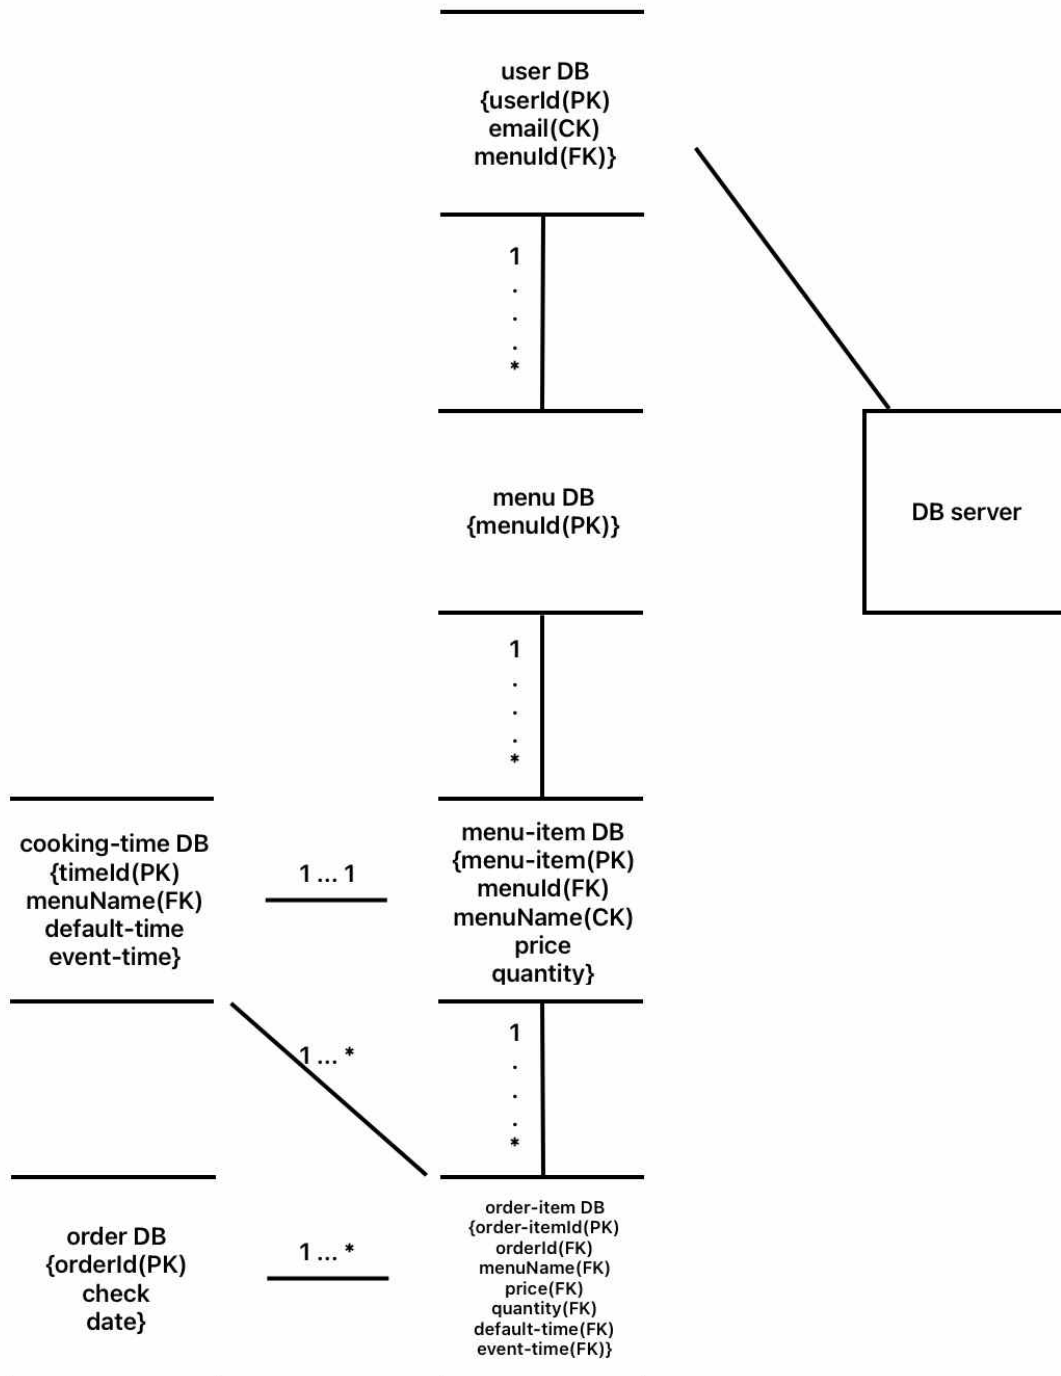 user DB
{userId(PK)
email(CK)
menuId(FK)}
1
.
.
.
*
menu DB
{menuId(PK)}
DB server
1
.
.
.
*
cooking-time DB
{timeId(PK)
menuName(FK)
default-time
event-time}
1 ... 1
menu-item DB
{menu-item(PK)
menuId(FK)
menuName(CK)
price
quantity}
1 ... *
1
.
.
.
*
order DB
{orderId(PK)
check
date}
1 ... *
order-item DB
{order-itemId(PK)
orderId(FK)
menuName(FK)
price(FK)
quantity(FK)
default-time(FK)
event-time(FK)}